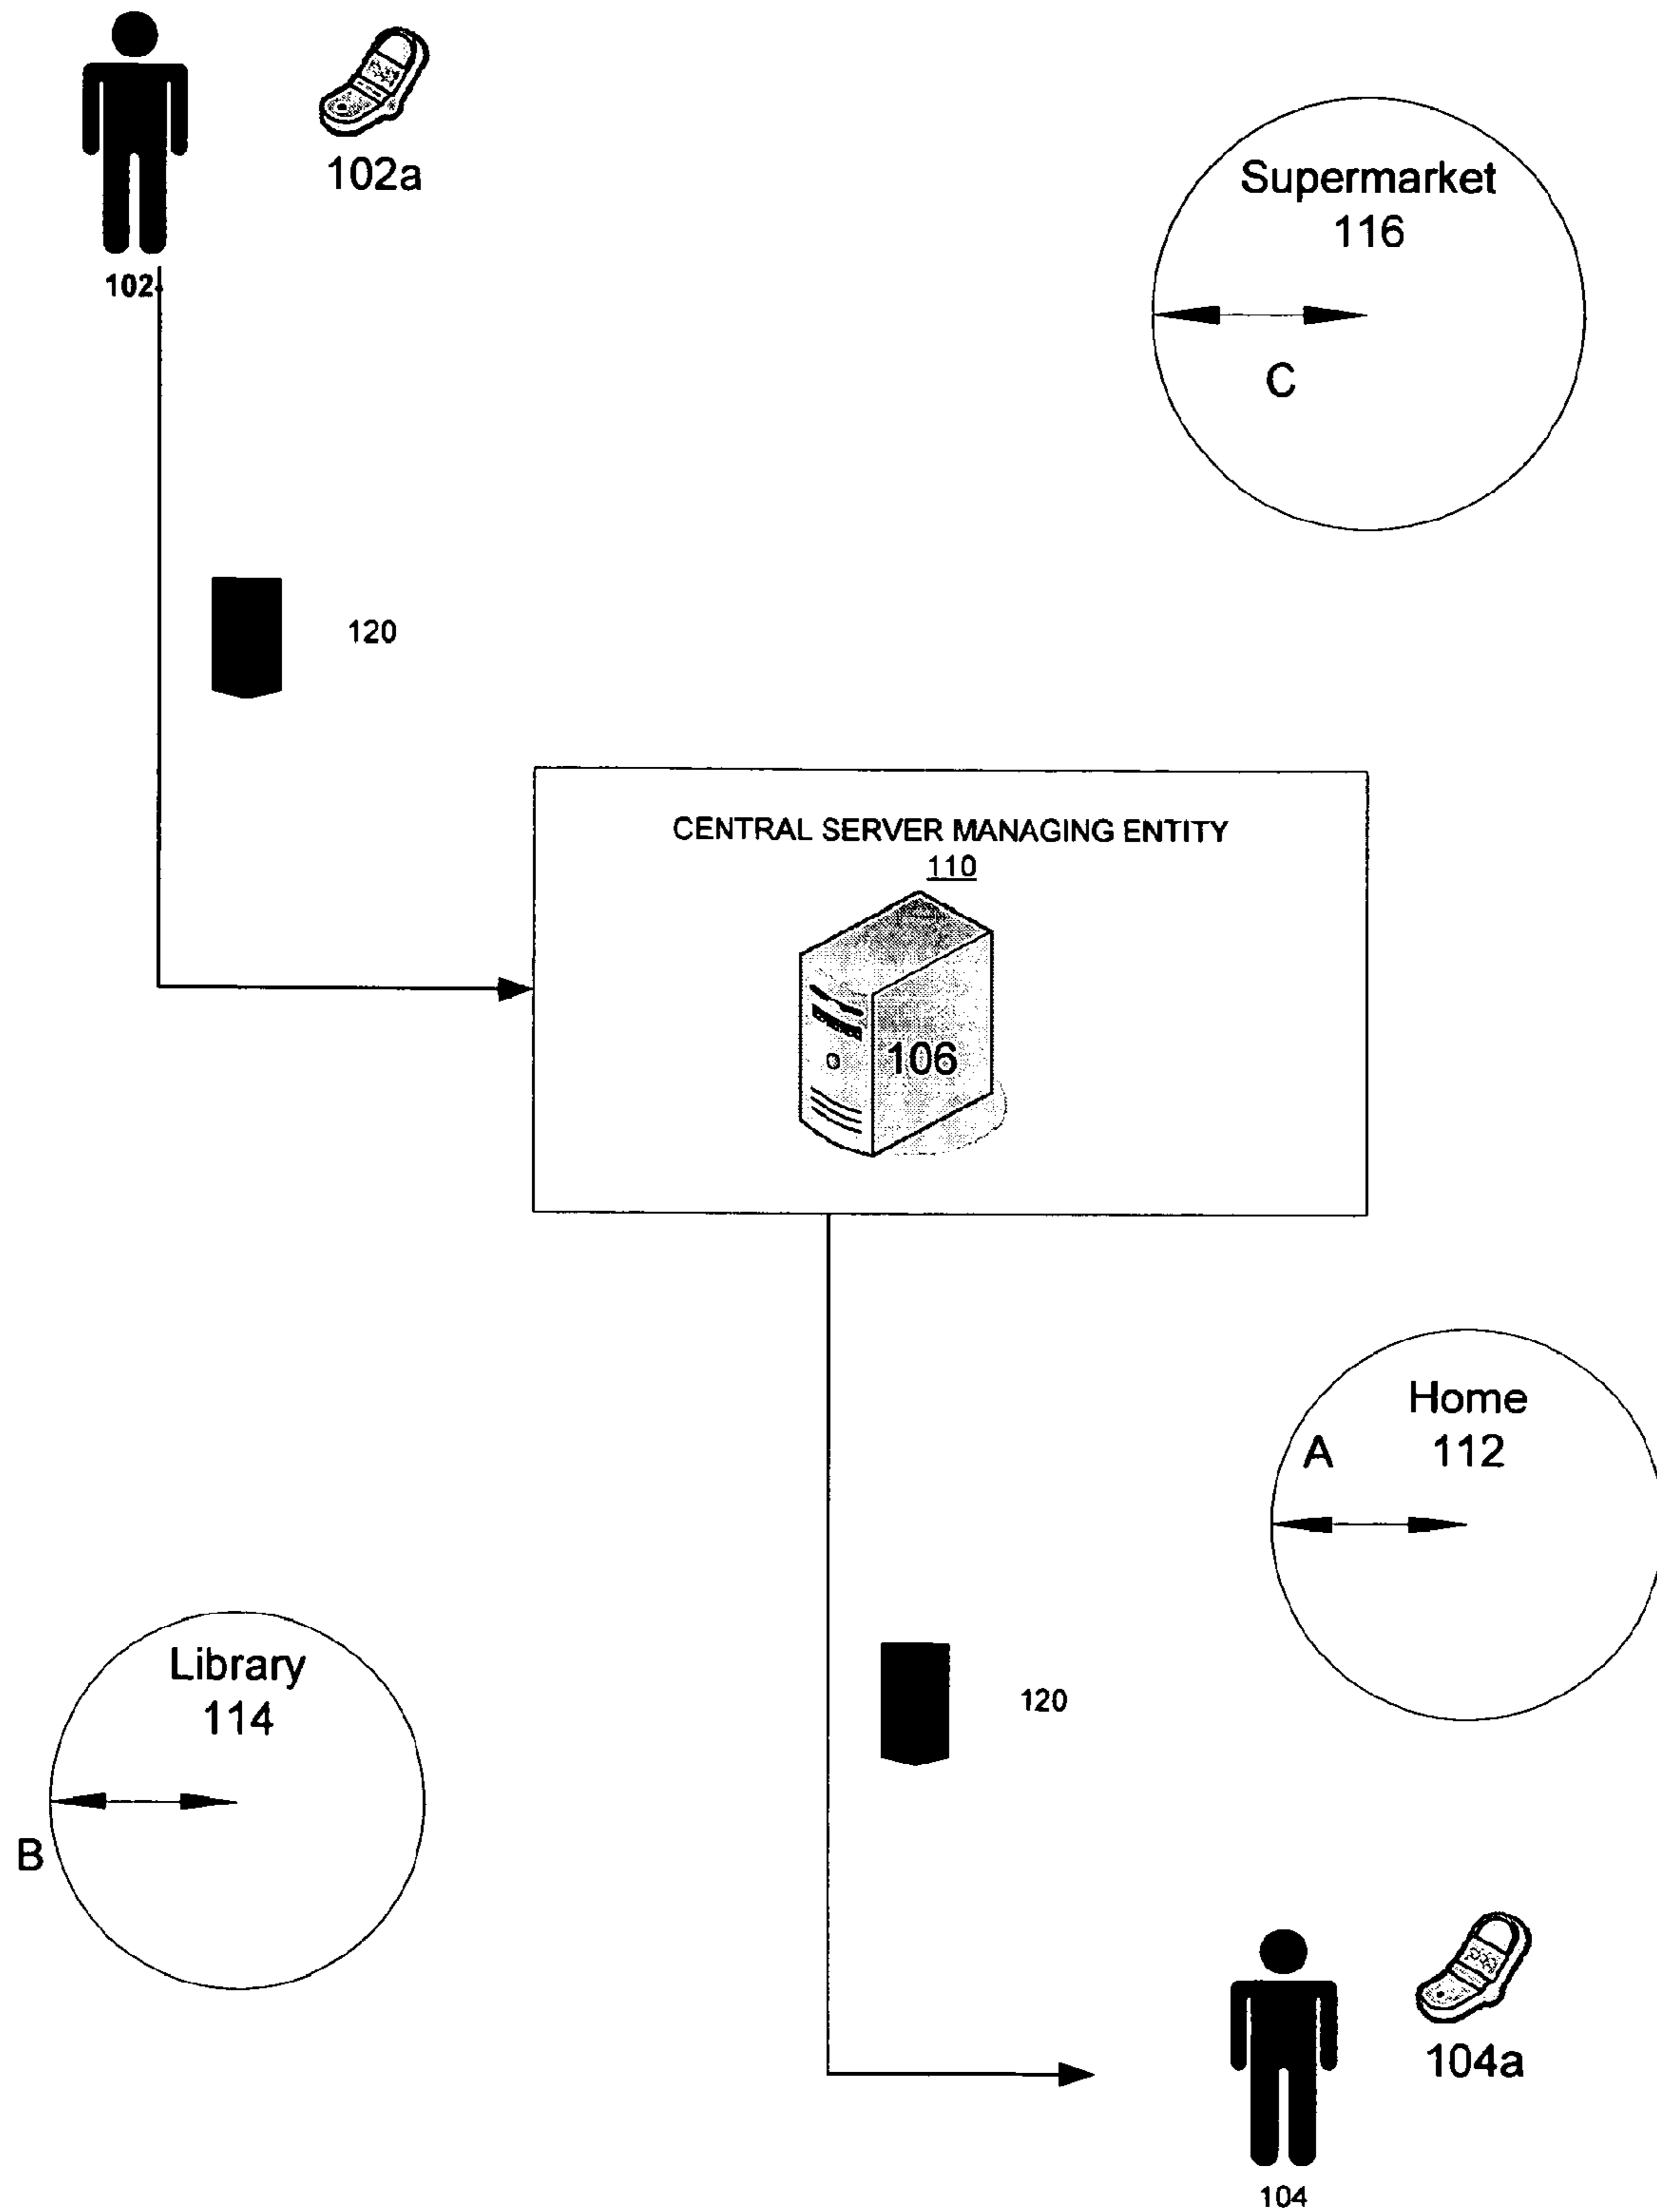 102a
102
Supermarket
116
C
120
CENTRAL SERVER MANAGING ENTITY
110
106
Home
112
A
Library
114
B
120
104a
104